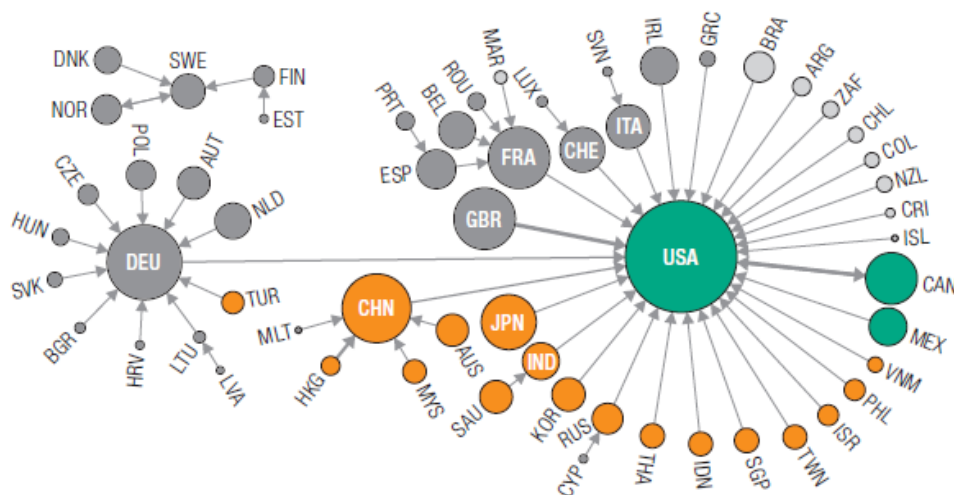 DNK
SWE
FIN
NOR
EST
POL
AUT
CZE
NLD
HUN
DEU
SVK
TUR
BGR
HRV
LTU
LVA
PRT
BEL
ROU
MAR
LUX
SVN
IRL
GRC
BRA
ARG
ZAF
CHL
COL
NZL
CRI
ISL
ESP
FRA
CHE
ITA
GBR
USA
CAN
MEX
CHN
JPN
IND
MLT
HKG
MYS
AUS
SAU
KOR
RUS
CYP
THA
IDN
SGP
TWN
ISR
PHL
VNM